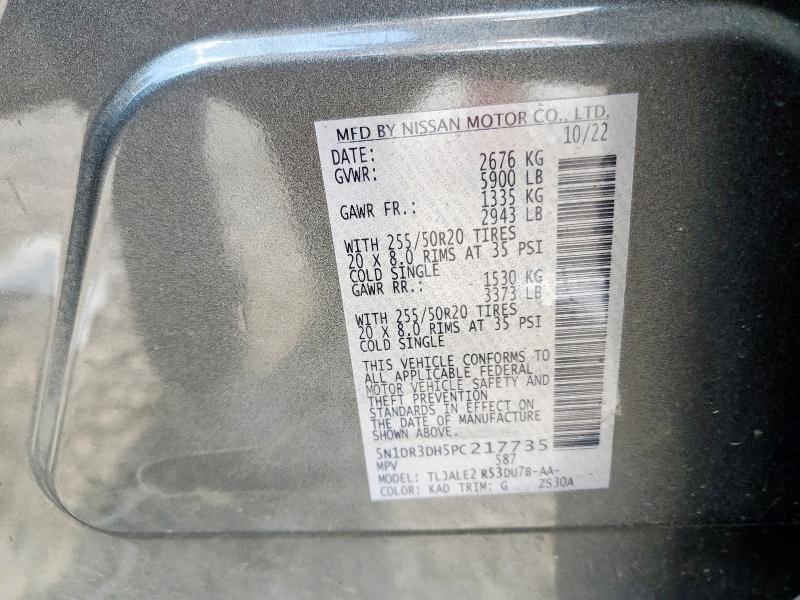 MFD BY NISSAN MOTOR CO., LTD.
DATE: 10/22
GVWR: 2676 KG
5900 LB
GAWR FR.: 1335 KG
2943 LB
WITH 255/50R20 TIRES
20 X 8.0 RIMS AT 35 PSI
COLD SINGLE
GAWR RR.: 1530 KG
3373 LB
WITH 255/50R20 TIRES
20 X 8.0 RIMS AT 35 PSI
COLD SINGLE
THIS VEHICLE CONFORMS TO
ALL APPLICABLE FEDERAL
MOTOR VEHICLE SAFETY AND
THEFT PREVENTION
STANDARDS IN EFFECT ON
THE DATE OF MANUFACTURE
SHOWN ABOVE.
5N1DR3DH5PC217735
MPV 587
MODEL: TLJALE2 R53DU7B-AA-
COLOR: KAD TRIM: G ZS30A